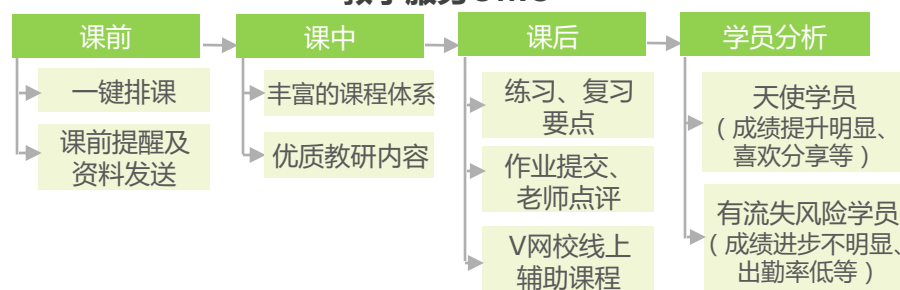 课前
课中
课后
学员分析
一键排课
课前提醒及
资料发送
丰富的课程体系
优质教研内容
练习、复习
要点
作业提交、
老师点评
V网校线上
辅助课程
天使学员
（成绩提升明显、
喜欢分享等）
有流失风险学员
（成绩进步不明显、
出勤率低等）